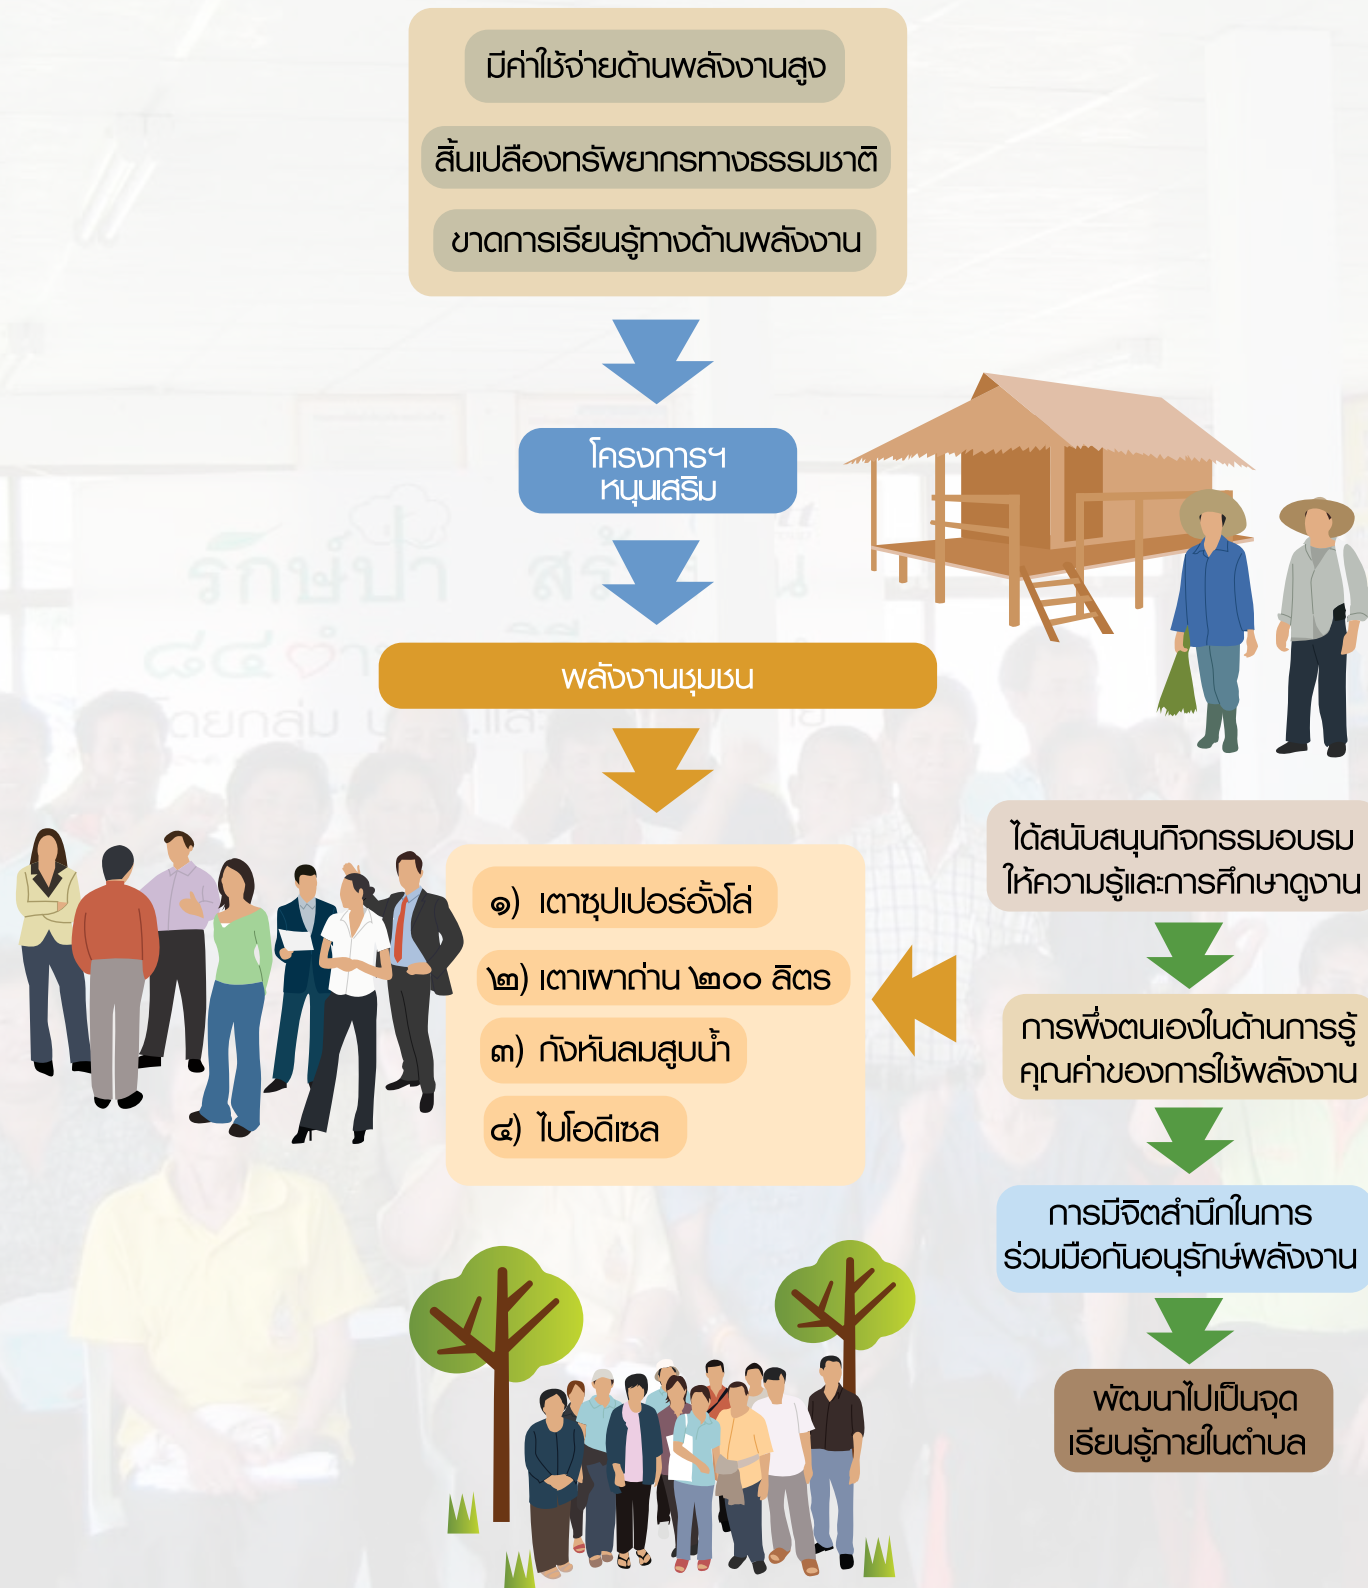 มีค่าใช้จ่ายด้านพลังงานสูง
สิ้นเปลืองทรัพยากรทางธรรมชาติ
ขาดการเรียนรู้ทางด้านพลังงาน
โครงการฯ
หนุนเสริม
พลังงานชุมชน
๑) เตาซุปเปอร์อั้งโล่
๒) เตาเผาถ่าน ๒๐๐ ลิตร
๓) กังหันลมสูบน้ำ
๔) ไบโอดีเซล
ได้สนับสนุนกิจกรรมอบรม
ให้ความรู้และการศึกษาดูงาน
การพึ่งตนเองในด้านการรู้
คุณค่าของการใช้พลังงาน
การมีจิตสำนึกในการ
ร่วมมือกันอนุรักษ์พลังงาน
พัฒนาไปเป็นจุด
เรียนรู้ภายในตำบล
รักษ์ป่า
๘๔